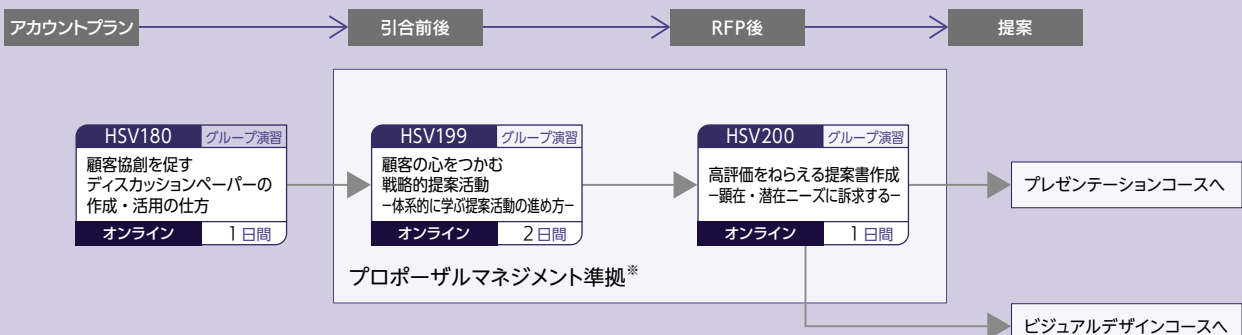 アカウントプラン
引合前後
RFP後
提案
HSV180
グループ演習
顧客協創を促す
ディスカッションペーパーの
作成・活用の仕方
オンライン
1日間
HSV199
グループ演習
顧客の心をつかむ
戦略的提案活動
−体系的に学ぶ提案活動の進め方−
オンライン
2日間
HSV200
グループ演習
高評価をねらえる提案書作成
−顕在・潜在ニーズに訴求する−
オンライン
1日間
プロポーザルマネジメント準拠※
プレゼンテーションコースへ
ビジュアルデザインコースへ